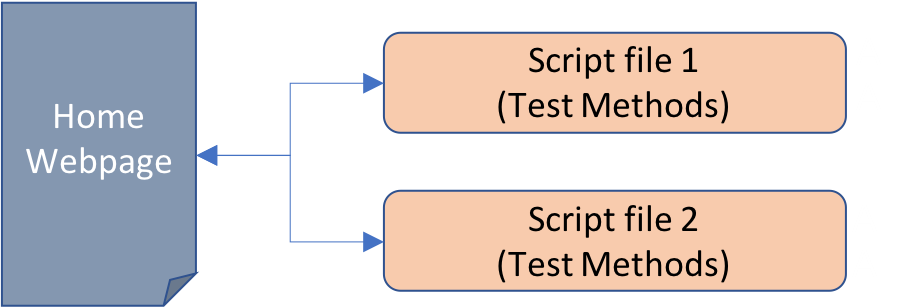 Home
Webpage
Script file 1
(Test Methods)
Script file 2
(Test Methods)